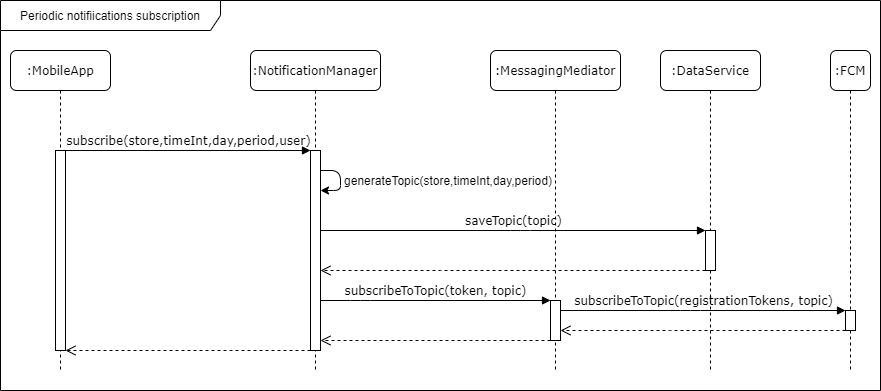 Periodic notifiications subscription
:MobileApp
:NotificationManager
:MessagingMediator
:DataService
:FCM
subscribe(store,timeInt,day,period,user)
generateTopic(store,timeInt,day,period)
saveTopic(topic)
subscribeToTopic(token, topic)
subscribeToTopic(registrationTokens, topic)